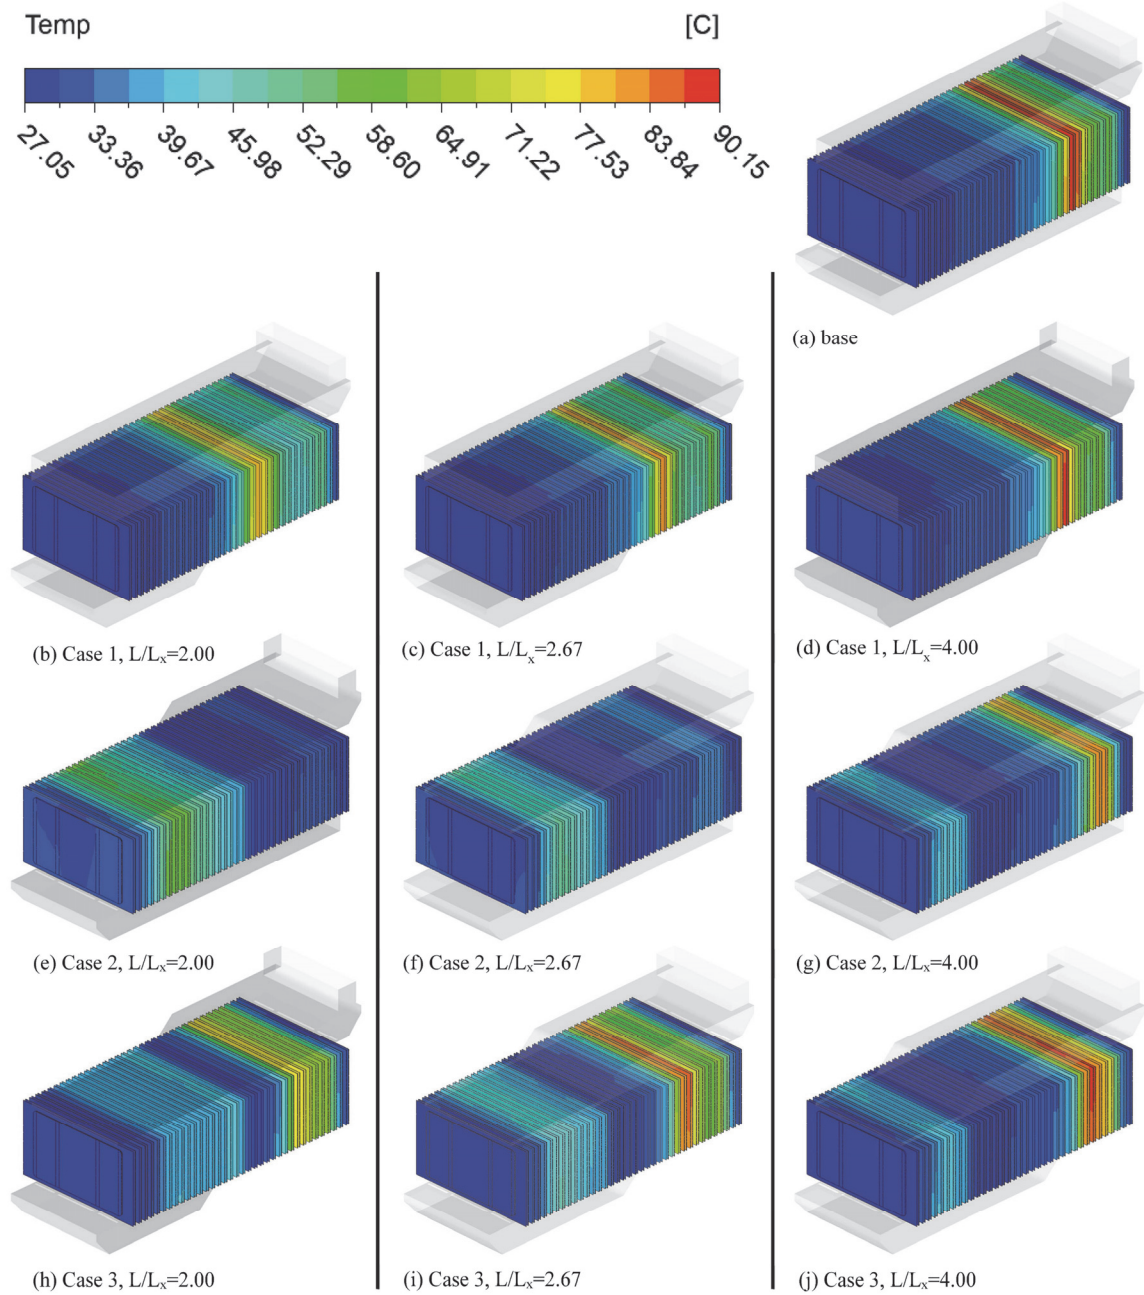 Temp [C]
27.05 33.36 39.67 45.98 52.29 58.60 64.91 71.22 77.53 83.84 90.15
(a) base
(b) Case 1, L/Lx=2.00
(c) Case 1, L/Lx=2.67
(d) Case 1, L/Lx=4.00
(e) Case 2, L/Lx=2.00
(f) Case 2, L/Lx=2.67
(g) Case 2, L/Lx=4.00
(h) Case 3, L/Lx=2.00
(i) Case 3, L/Lx=2.67
(j) Case 3, L/Lx=4.00